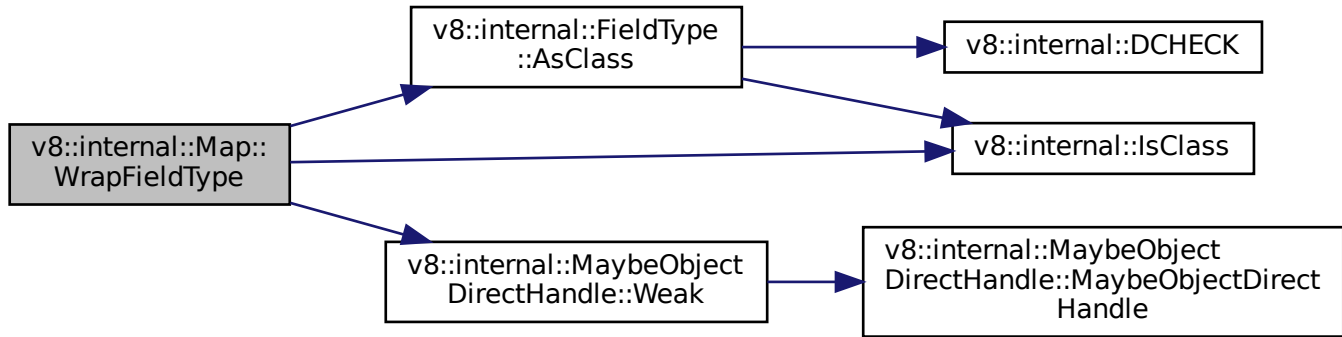 v8::internal::Map::
WrapFieldType
v8::internal::FieldType
::AsClass
v8::internal::DCHECK
v8::internal::IsClass
v8::internal::MaybeObject
DirectHandle::Weak
v8::internal::MaybeObject
DirectHandle::MaybeObjectDirect
Handle